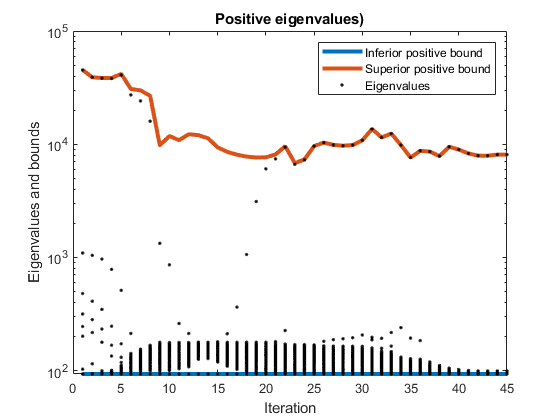 Positive eigenvalues)
10^5
10^4
10^3
10^2
Eigenvalues and bounds
Inferior positive bound
Superior positive bound
Eigenvalues
0 5 10 15 20 25 30 35 40 45
Iteration